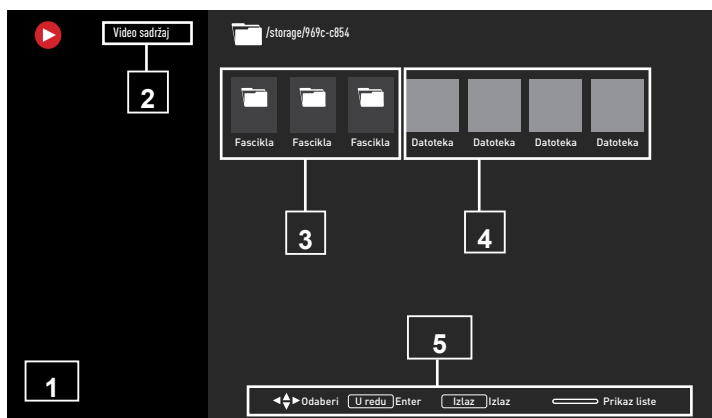 Video sadržaj
/storage/969c-c854
2
Fascikla Fascikla Fascikla Datoteka Datoteka Datoteka Datoteka
3 4
5
1
Odaberi U redu Enter Izlaz Izlaz Prikaz liste